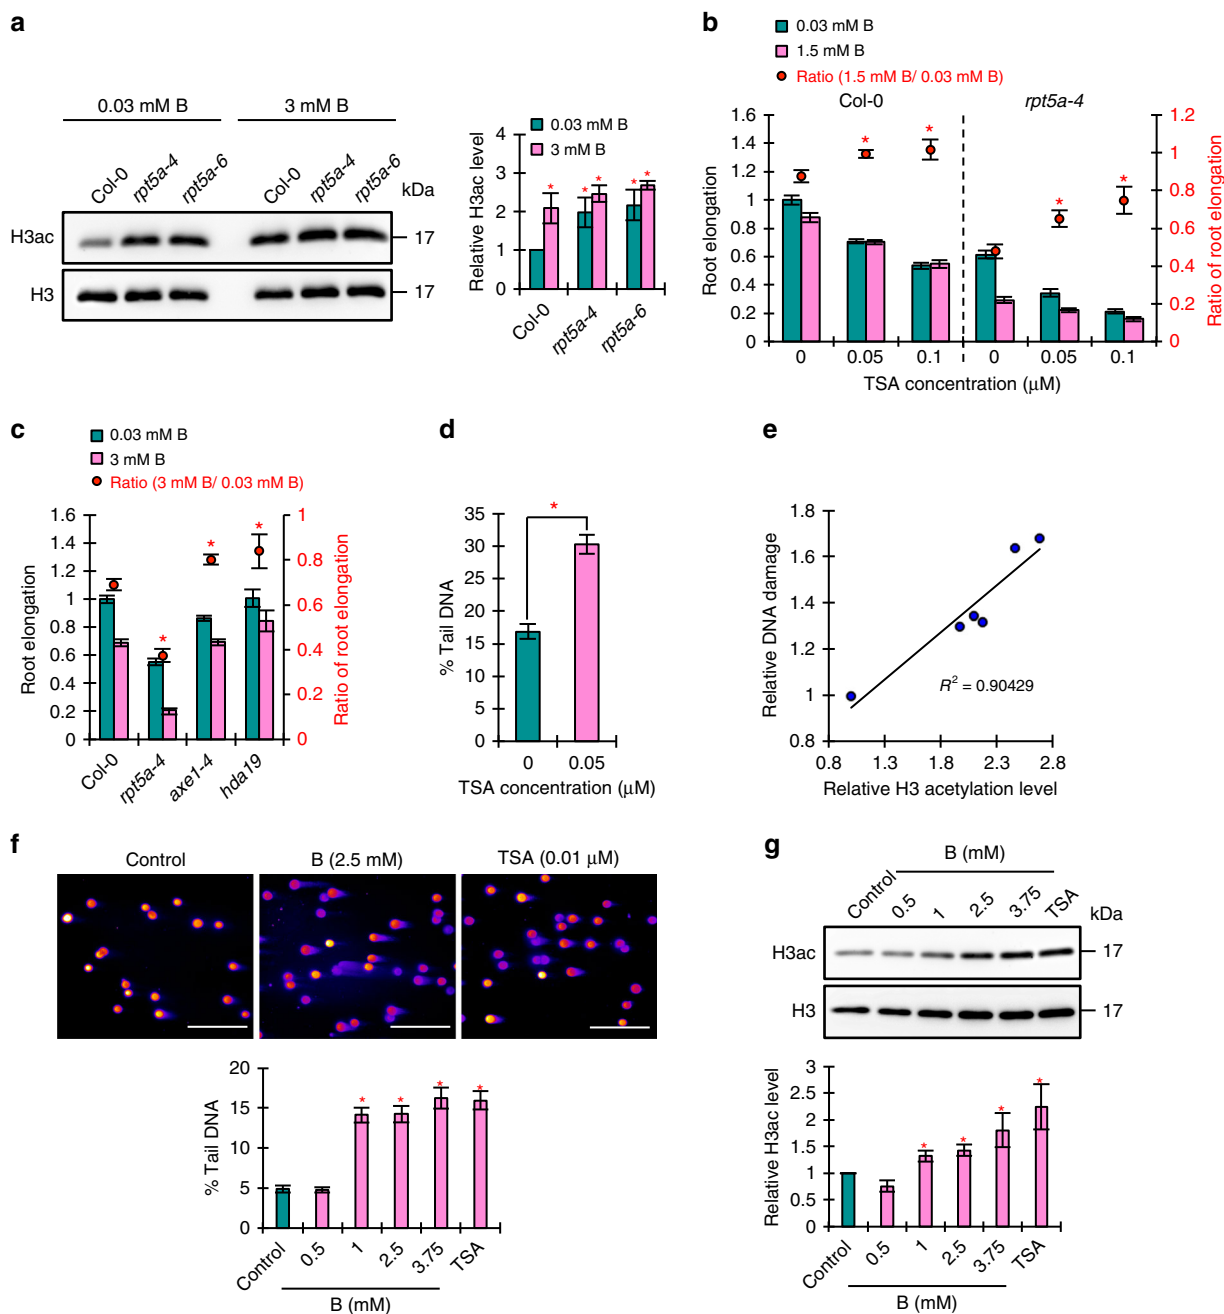 a
0.03 mM B
3 mM B
Col-0
rpt5a-4
rpt5a-6
Col-0
rpt5a-4
rpt5a-6
kDa
H3ac
17
H3
17
0.03 mM B
3 mM B
Relative H3ac level
4
3
2
1
0
Col-0
rpt5a-4
rpt5a-6
* * * * *
b
0.03 mM B
1.5 mM B
Ratio (1.5 mM B/ 0.03 mM B)
Col-0
rpt5a-4
Root elongation
1.6
1.4
1.2
1
0.8
0.6
0.4
0.2
0
* * * *
1.2
1
0.8
0.6
0.4
0.2
0
Ratio of root elongation
0 0.05 0.1 0 0.05 0.1
TSA concentration (μM)
c
0.03 mM B
3 mM B
Ratio (3 mM B/ 0.03 mM B)
Root elongation
1.6
1.4
1.2
1
0.8
0.6
0.4
0.2
0
* * *
1
0.8
0.6
0.4
0.2
0
Ratio of root elongation
Col-0
rpt5a-4
axe1-4
hda19
d
% Tail DNA
35
30
25
20
15
10
5
0
*
0 0.05
TSA concentration (μM)
e
Relative DNA damage
1.8
1.6
1.4
1.2
1
0.8
R² = 0.90429
0.8 1.3 1.8 2.3 2.8
Relative H3 acetylation level
f
Control
B (2.5 mM)
TSA (0.01 μM)
% Tail DNA
20
15
10
5
0
* * * *
Control
0.5
1
2.5
3.75
TSA
B (mM)
g
B (mM)
Control
0.5
1
2.5
3.75
TSA
kDa
H3ac
17
H3
17
Relative H3ac level
3
2.5
2
1.5
1
0.5
0
* * * *
Control
0.5
1
2.5
3.75
TSA
B (mM)